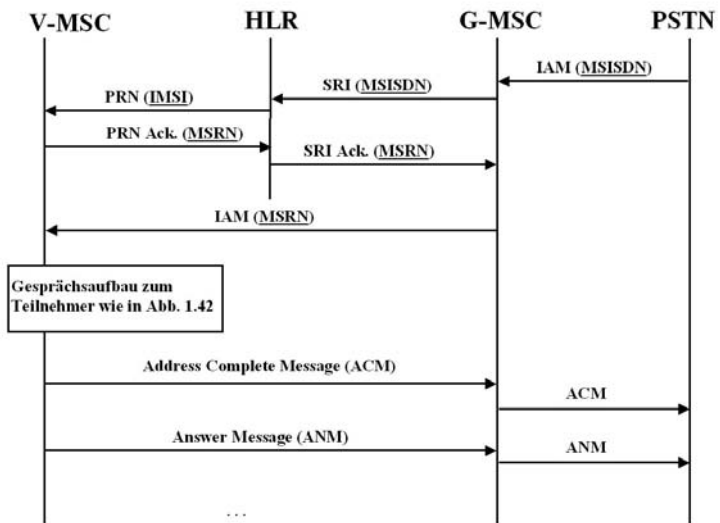 V-MSC HLR G-MSC PSTN
IAM (MSISDN)
SRI (MSISDN)
PRN (IMSI)
PRN Ack. (MSRN)
SRI Ack. (MSRN)
IAM (MSRN)
Gesprächsaufbau zum
Teilnehmer wie in Abb. 1.42
Address Complete Message (ACM)
ACM
Answer Message (ANM)
ANM
...